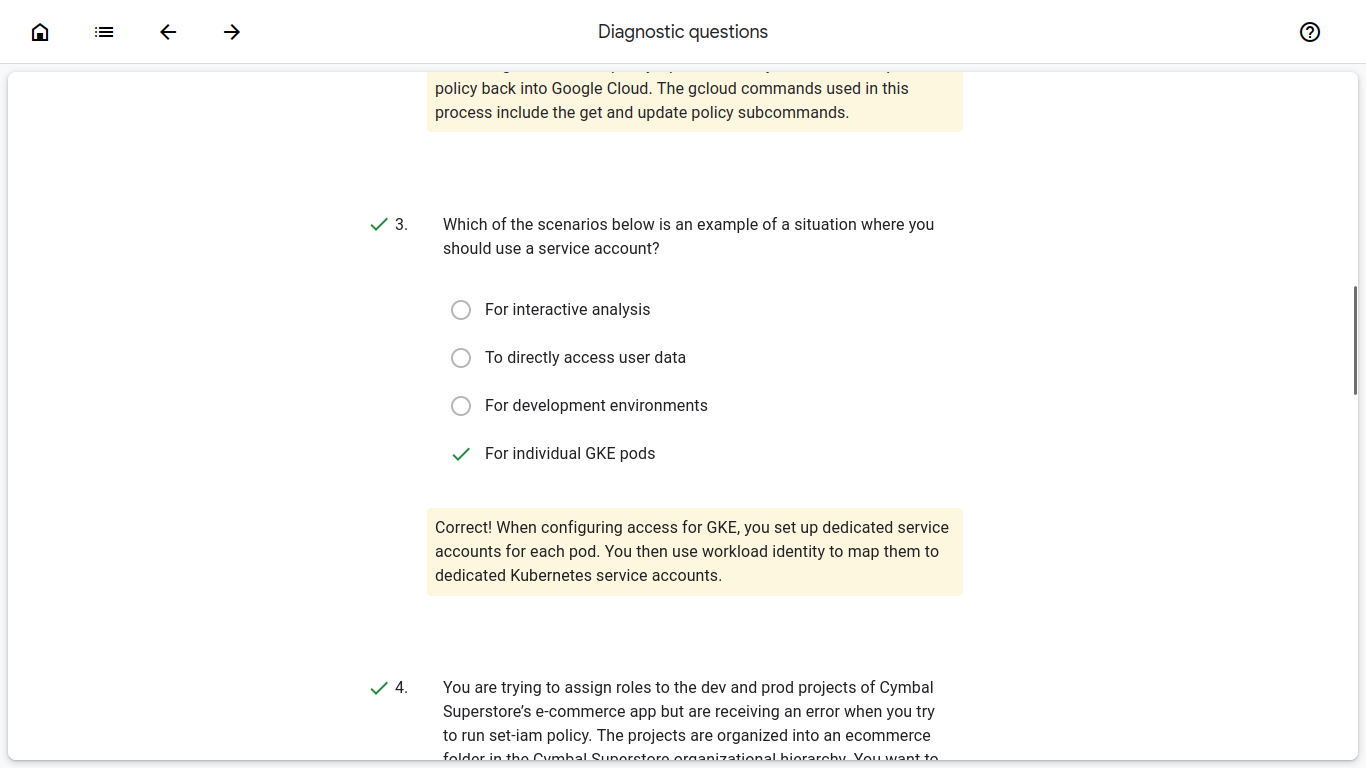 Diagnostic questions
policy back into Google Cloud. The gcloud commands used in this
process include the get and update policy subcommands.
3.
Which of the scenarios below is an example of a situation where you
should use a service account?
For interactive analysis
To directly access user data
For development environments
For individual GKE pods
Correct! When configuring access for GKE, you set up dedicated service
accounts for each pod. You then use workload identity to map them to
dedicated Kubernetes service accounts.
4.
You are trying to assign roles to the dev and prod projects of Cymbal
Superstore’s e-commerce app but are receiving an error when you try
to run set-iam policy. The projects are organized into an ecommerce
folder in the Cymbal Superstore organizational hierarchy. You want to